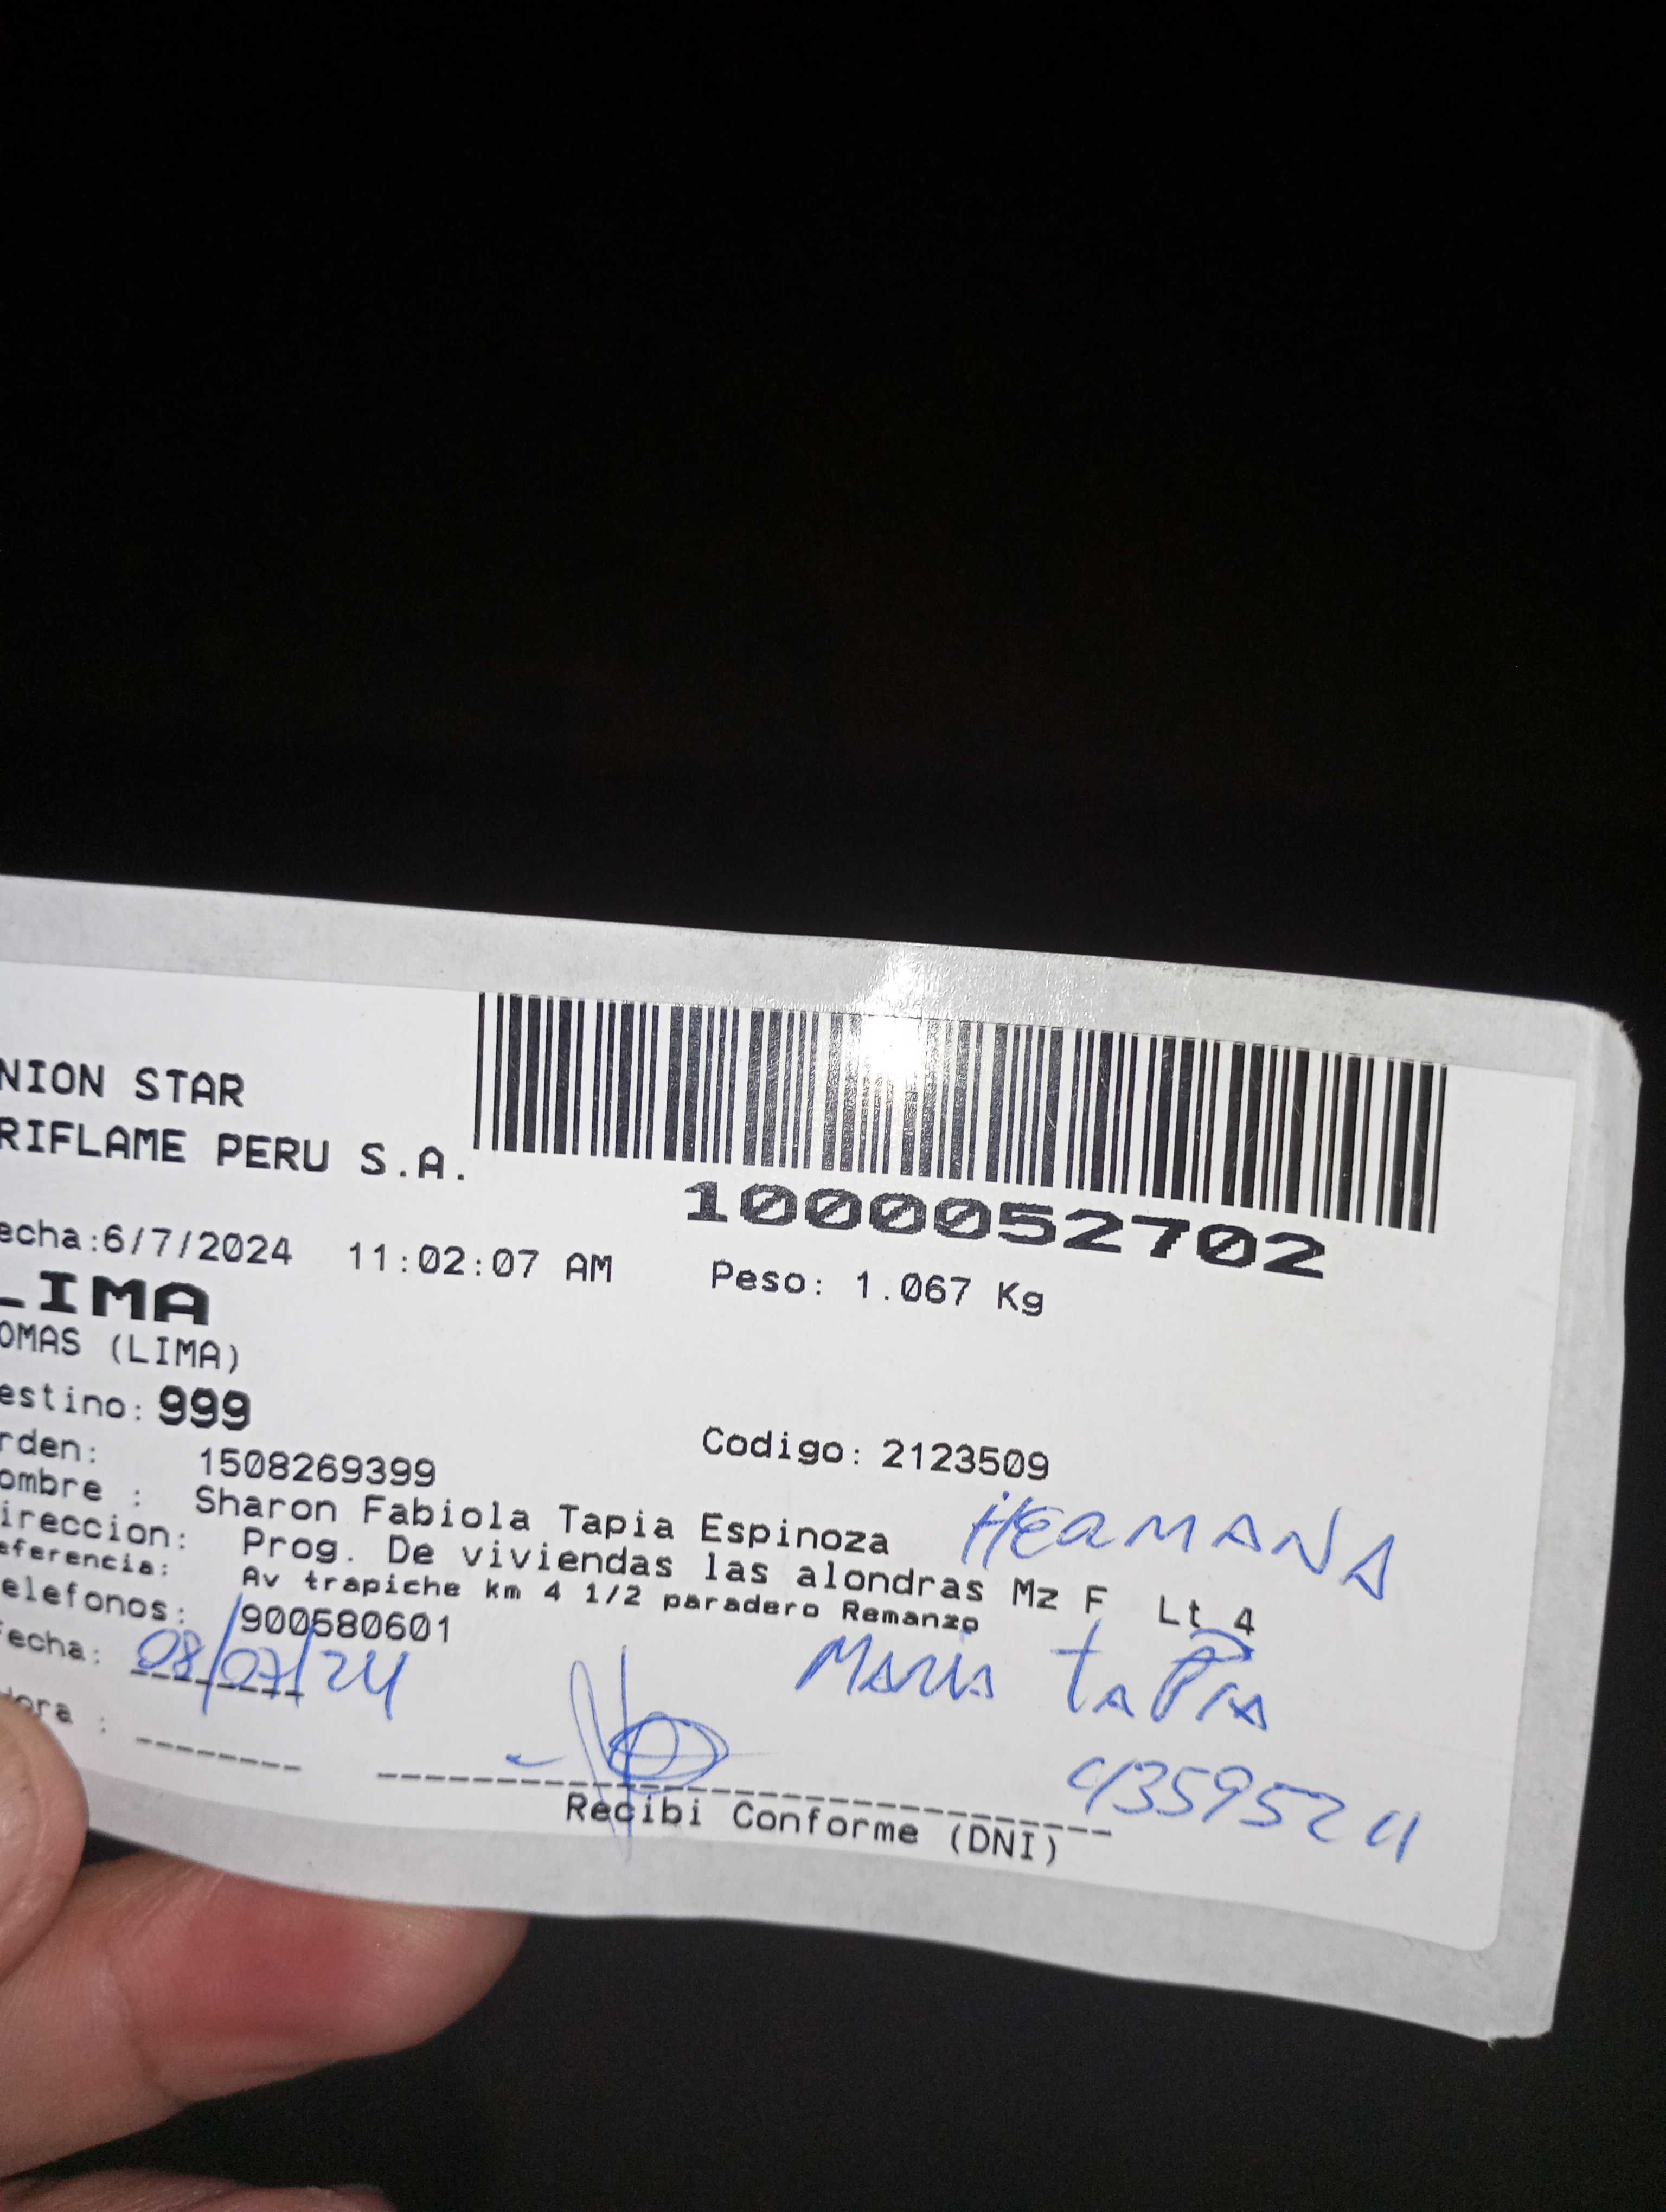 NION STAR
RIFLAME PERU S.A.
1000052702
echa:6/7/2024 11:02:07 AM Peso: 1.067 Kg
LIMA
OMAS (LIMA)
estino: 999
rden: 1508269399 Codigo: 2123509
ombre : Sharon Fabiola Tapia Espinoza HERMANA
ireccion: Prog. De viviendas las alondras Mz F Lt 4
eferencia: Av trapiche km 4 1/2 paradero Remanzo
elefonos: 900580601
echa: 08/07/24 MARIA TAPIA
ora :
43595211
Recibi Conforme (DNI)